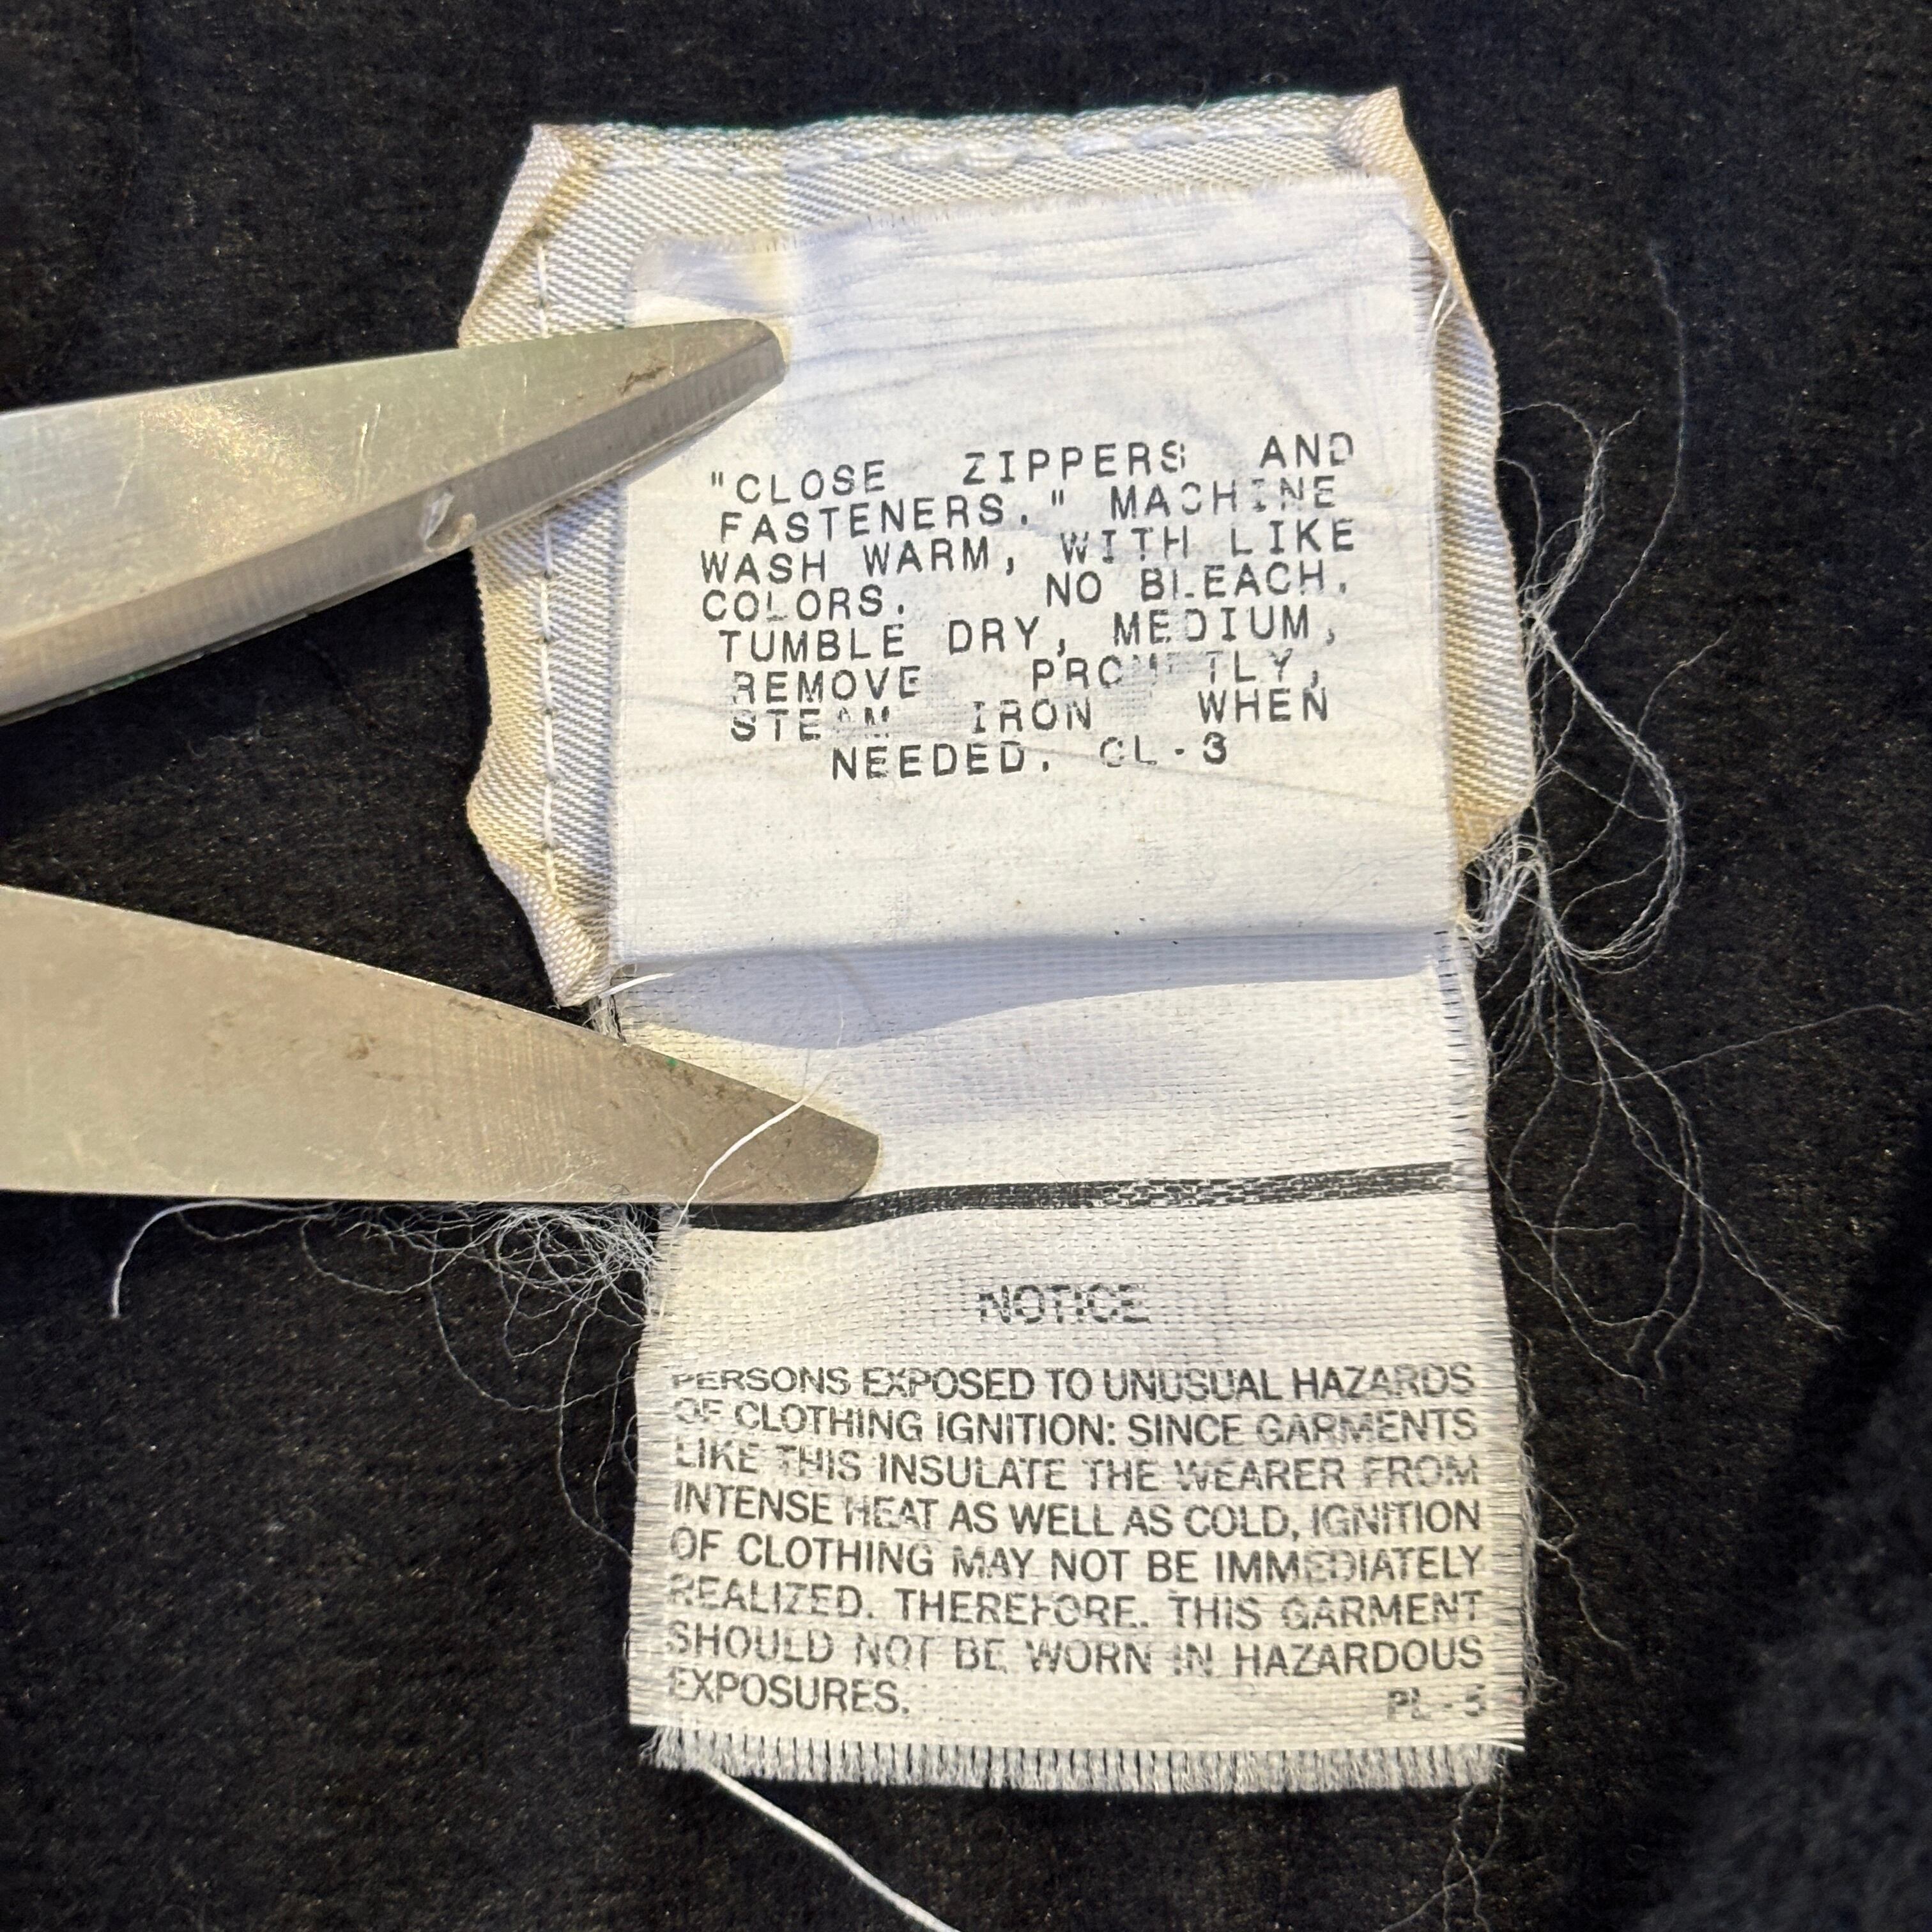 "CLOSE ZIPPERS AND
FASTENERS." MACHINE
WASH WARM, WITH LIKE
COLORS. NO BLEACH.
TUMBLE DRY, MEDIUM,
REMOVE PROMPTLY,
STEAM IRON WHEN
NEEDED. CL-3
NOTICE
PERSONS EXPOSED TO UNUSUAL HAZARDS
OF CLOTHING IGNITION: SINCE GARMENTS
LIKE THIS INSULATE THE WEARER FROM
INTENSE HEAT AS WELL AS COLD, IGNITION
OF CLOTHING MAY NOT BE IMMEDIATELY
REALIZED. THEREFORE. THIS GARMENT
SHOULD NOT BE WORN IN HAZARDOUS
EXPOSURES. PL-5